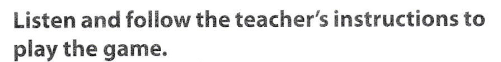 Listen and follow the teacher's instructions to
play the game.